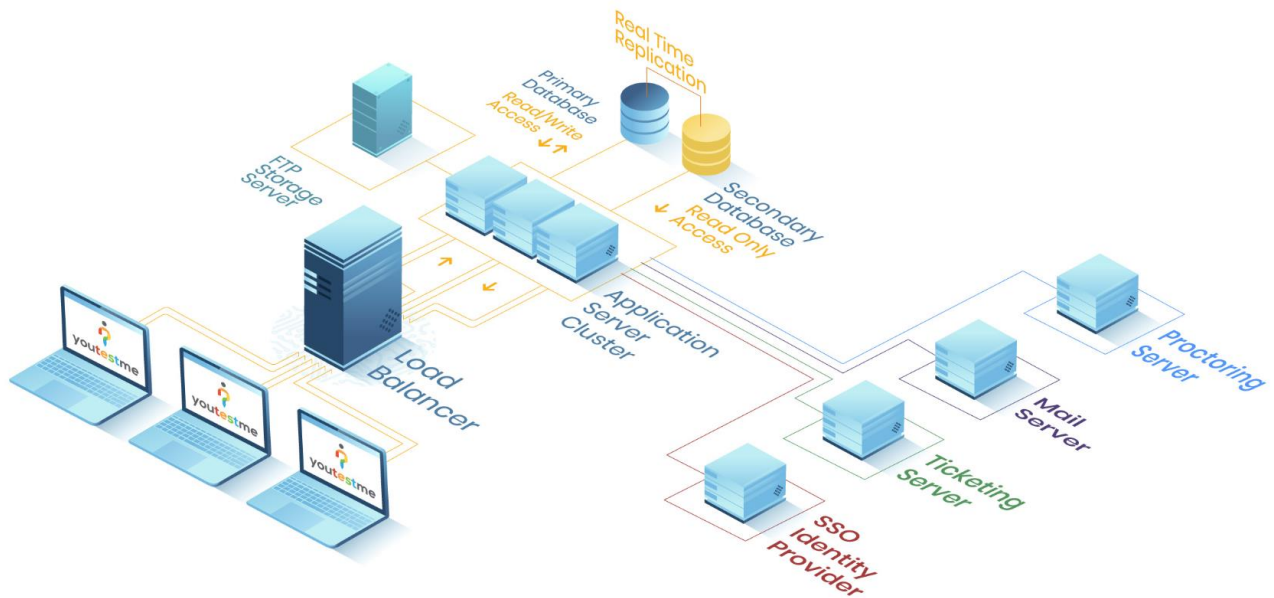 Real Time
Replication
Primary
Database
Read/Write
Access
FTP
Storage
Server
Secondary
Database
Read Only
Access
Application
Server
Cluster
Load
Balancer
youtestme
youtestme
youtestme
Proctoring
Server
Mail
Server
Ticketing
Server
SSO
Identity
Provider